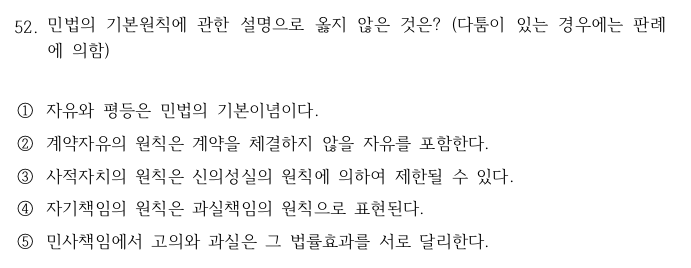 52. 민법의 기본원칙에 관한 설명으로 옳지 않은 것은? (다툼이 있는 경우에는 판례
에 의함)
① 자유와 평등은 민법의 기본이념이다.
② 계약자유의 원칙은 계약을 체결하지 않을 자유를 포함한다.
③ 사적자치의 원칙은 신의성실의 원칙에 의하여 제한될 수 있다.
④ 자기책임의 원칙은 과실책임의 원칙으로 표현된다.
⑤ 민사책임에서 고의와 과실은 그 법률효과를 서로 달리한다.